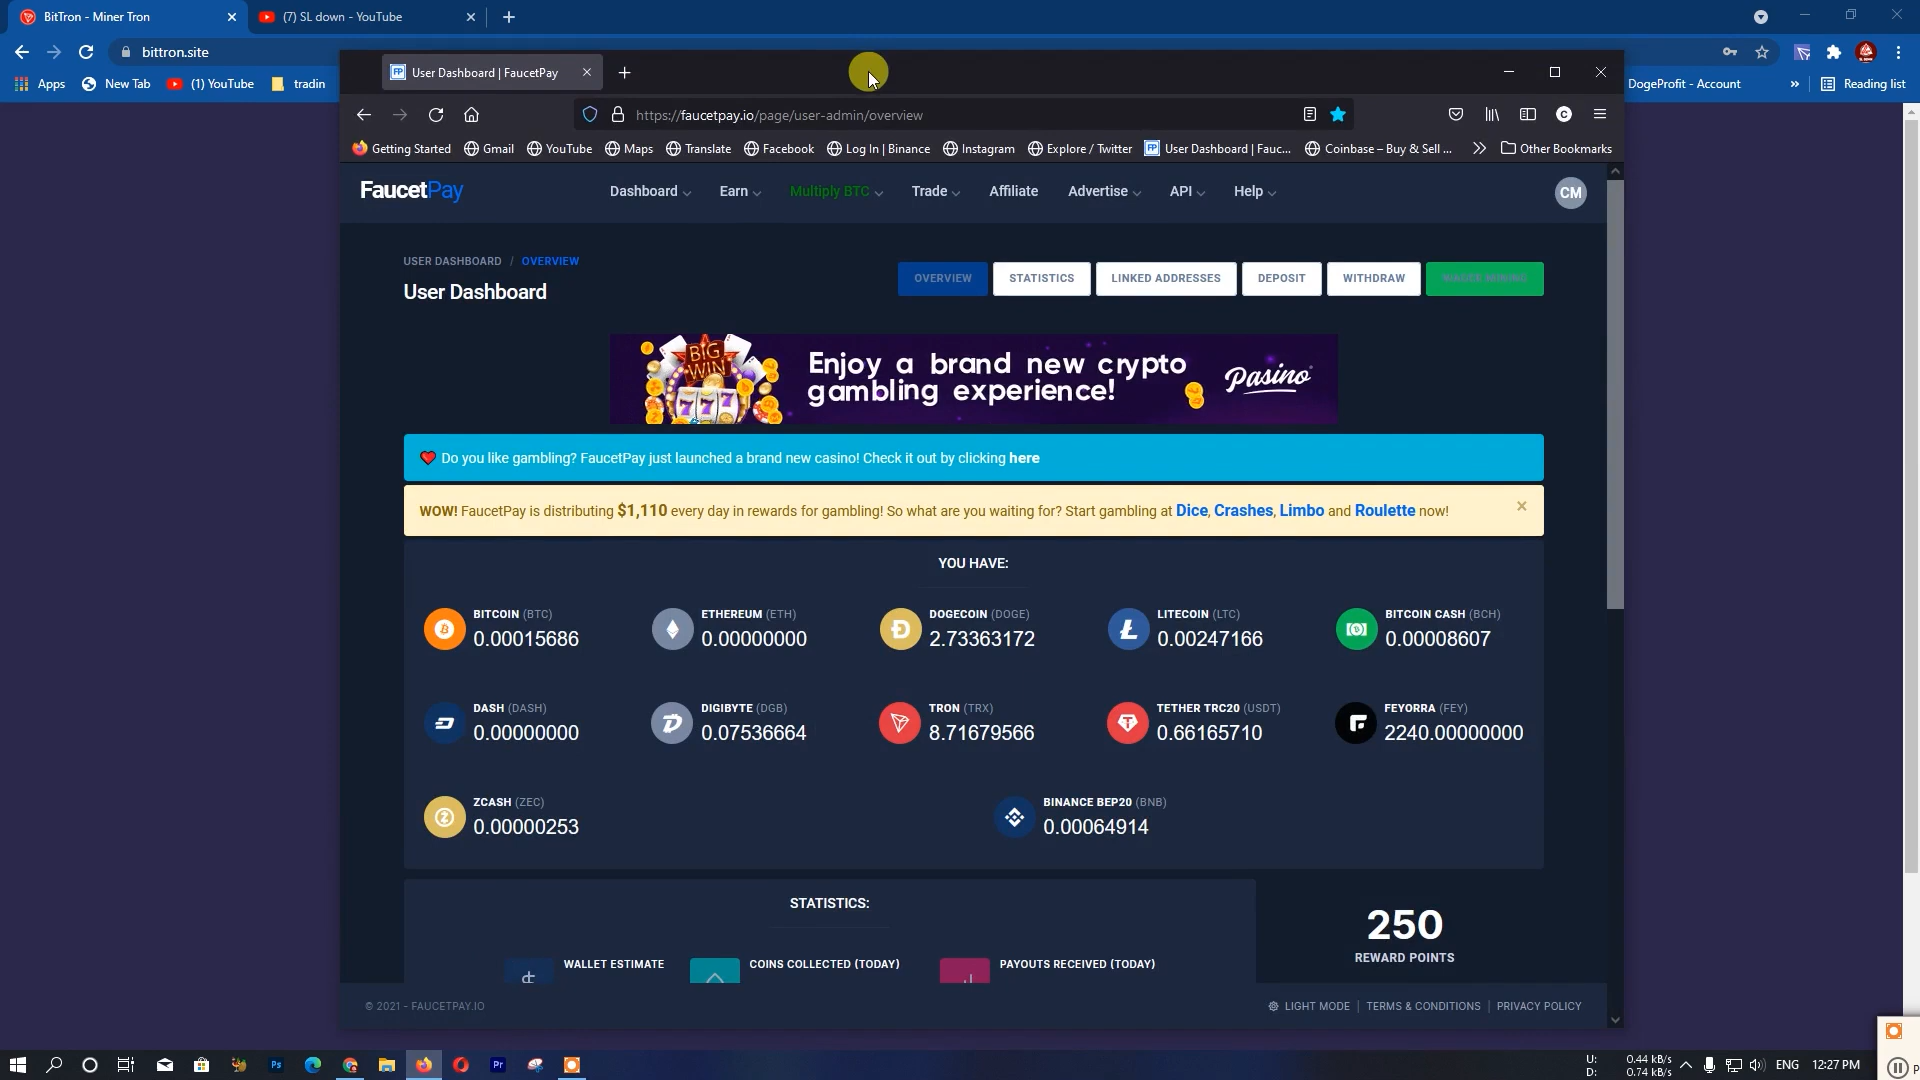 BitTron - Miner Tron
(7) SL down - YouTube
bittron.site
Apps
New Tab
(1) YouTube
tradin
DogeProfit - Account
»
Reading list
User Dashboard | FaucetPay
https://faucetpay.io/page/user-admin/overview
Getting Started
Gmail
YouTube
Maps
Translate
Facebook
Log In | Binance
Instagram
Explore / Twitter
User Dashboard | Fauc...
Coinbase – Buy & Sell ...
Other Bookmarks
FaucetPay
Dashboard
Earn
Multiply BTC
Trade
Affiliate
Advertise
API
Help
CM
USER DASHBOARD / OVERVIEW
User Dashboard
OVERVIEW
STATISTICS
LINKED ADDRESSES
DEPOSIT
WITHDRAW
BIG
WIN
777
Enjoy a brand new crypto
gambling experience!
Pasino
Do you like gambling? FaucetPay just launched a brand new casino! Check it out by clicking here
WOW! FaucetPay is distributing $1,110 every day in rewards for gambling! So what are you waiting for? Start gambling at Dice, Crashes, Limbo and Roulette now!
YOU HAVE:
BITCOIN (BTC)
0.00015686
ETHEREUM (ETH)
0.00000000
DOGECOIN (DOGE)
2.73363172
LITECOIN (LTC)
0.00247166
BITCOIN CASH (BCH)
0.00008607
DASH (DASH)
0.00000000
DIGIBYTE (DGB)
0.07536664
TRON (TRX)
8.71679566
TETHER TRC20 (USDT)
0.66165710
FEYORRA (FEY)
2240.00000000
ZCASH (ZEC)
0.00000253
BINANCE BEP20 (BNB)
0.00064914
STATISTICS:
WALLET ESTIMATE
COINS COLLECTED (TODAY)
PAYOUTS RECEIVED (TODAY)
250
REWARD POINTS
© 2021 - FAUCETPAY.IO
LIGHT MODE | TERMS & CONDITIONS | PRIVACY POLICY
U: 0.44 kB/s
D: 0.74 kB/s
ENG
12:27 PM